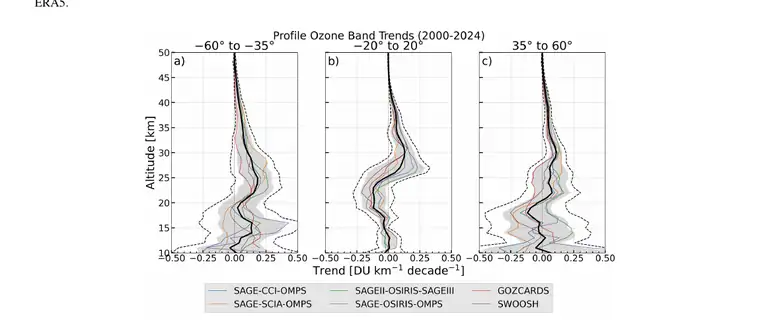 ERA5.
Profile Ozone Band Trends (2000-2024)
−60° to −35° −20° to 20° 35° to 60°
a) b) c)
50
45
40
35
30
25
20
15
10
Altitude [km]
−0.50 −0.25 0.00 0.25 0.50 −0.50 −0.25 0.00 0.25 0.50 −0.50 −0.25 0.00 0.25 0.50
Trend [DU km⁻¹ decade⁻¹]
SAGE-CCI-OMPS SAGEII-OSIRIS-SAGEIII GOZCARDS
SAGE-SCIA-OMPS SAGE-OSIRIS-OMPS SWOOSH